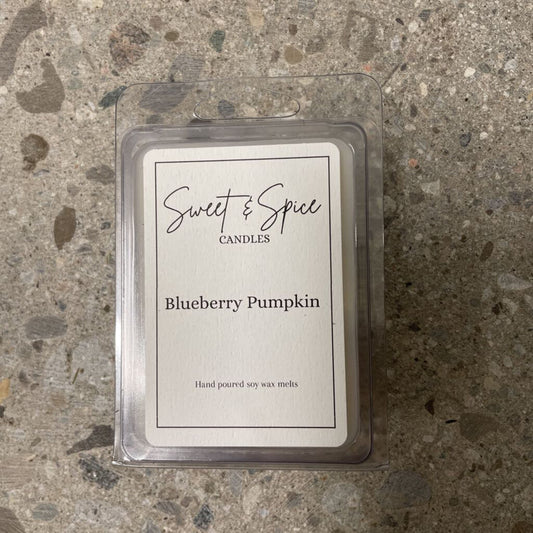 Sweet & Spice
CANDLES
Blueberry Pumpkin
Hand poured soy wax melts